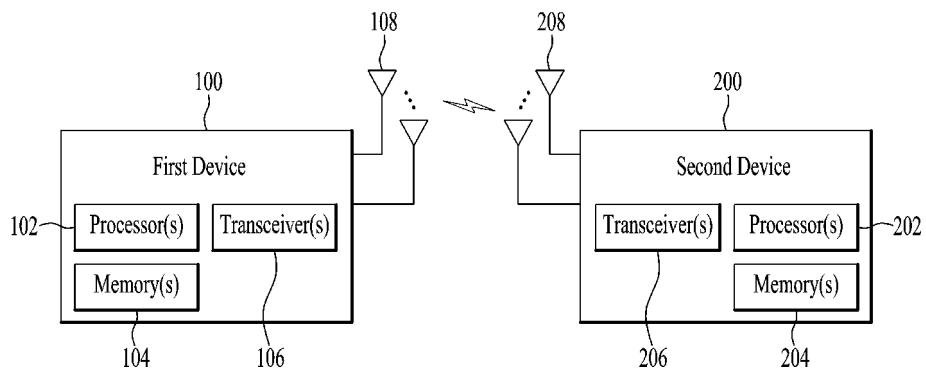 108
208
100
200
First Device
Second Device
102
Processor(s)
Transceiver(s)
Transceiver(s)
Processor(s)
202
Memory(s)
Memory(s)
104
106
206
204